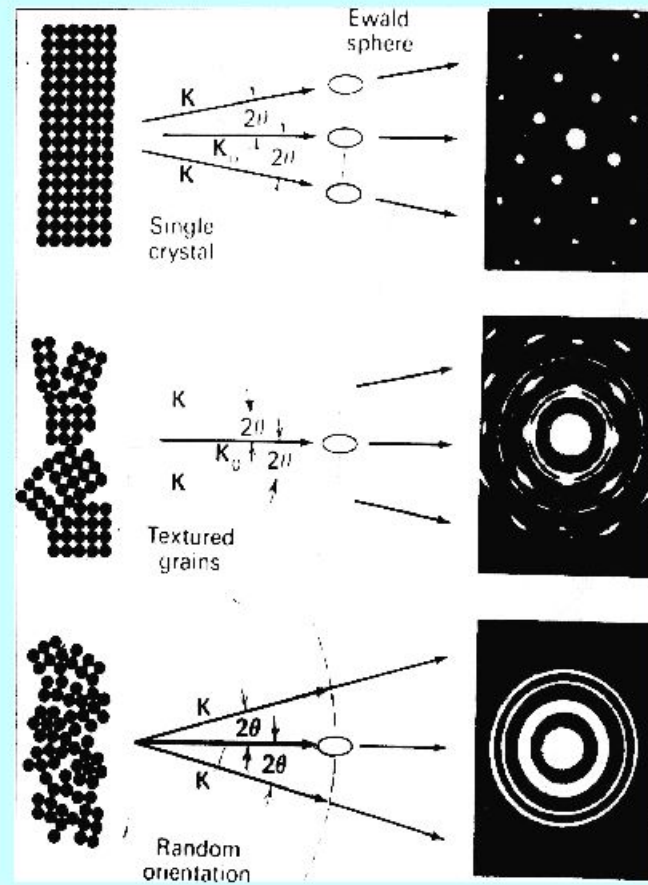 Ewald
sphere
K
2θ
K₀
2θ
K
Single
crystal
K
2θ
K₀
2θ
K
Textured
grains
K
2θ
2θ
K
Random
orientation